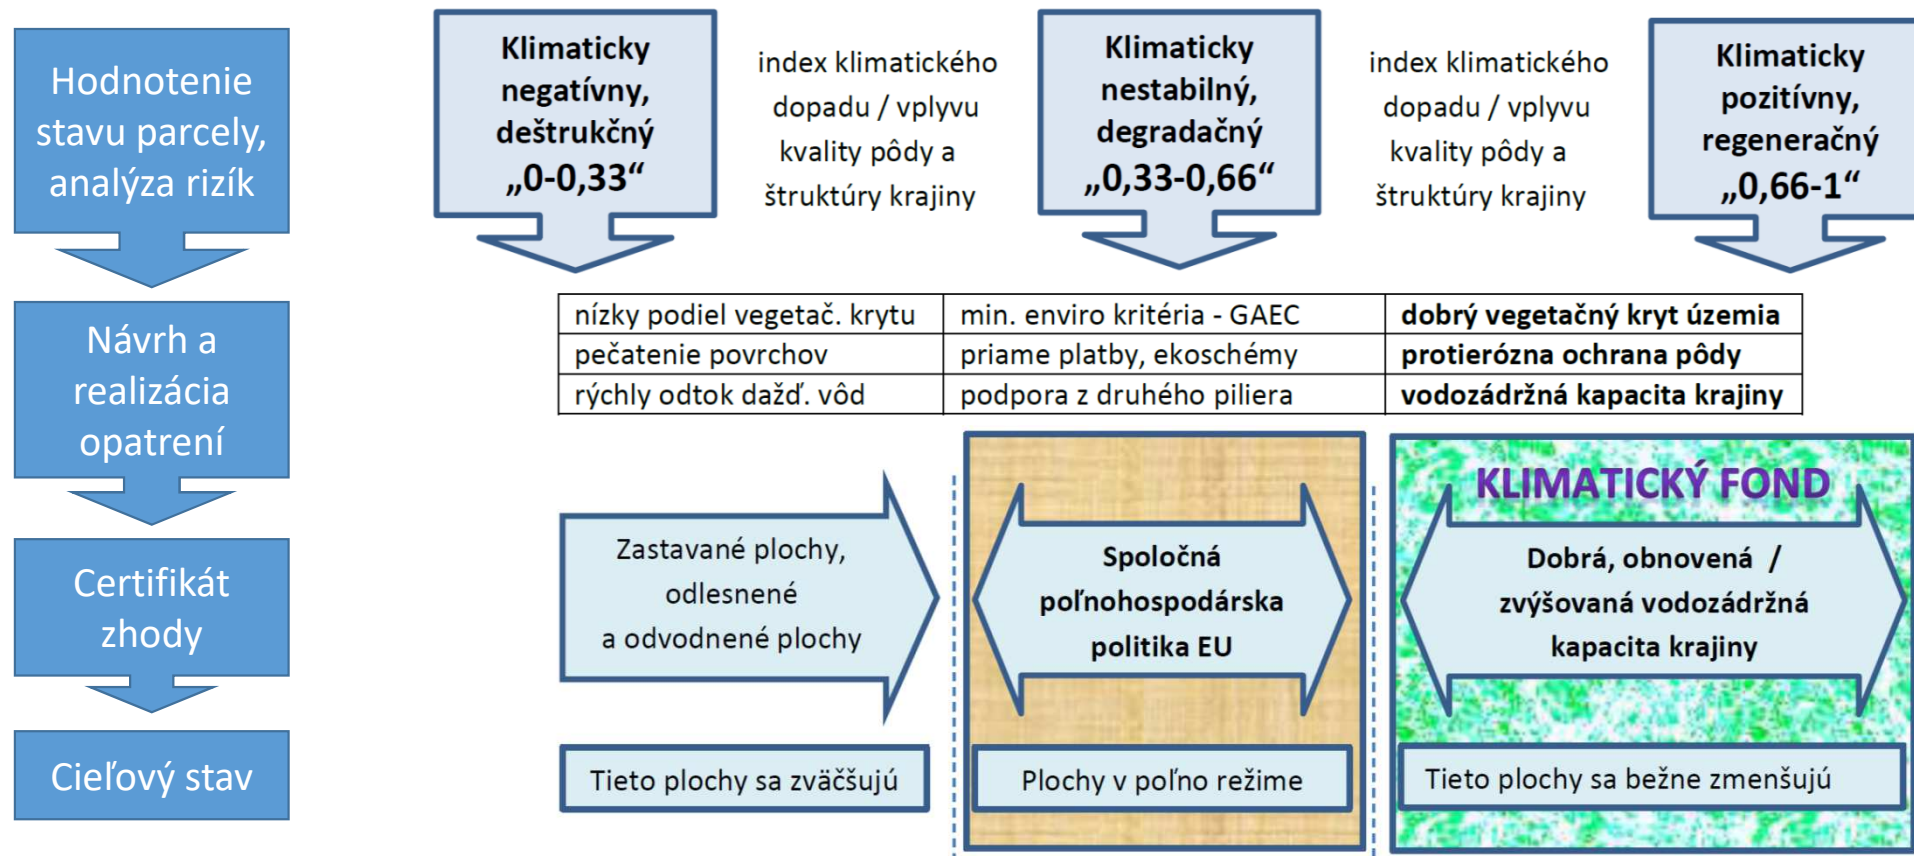 Hodnotenie
stavu parcely,
analýza rizík
Návrh a
realizácia
opatrení
Certifikát
zhody
Cieľový stav
Klimaticky
negatívny,
deštrukčný
„0-0,33“
index klimatického
dopadu / vplyvu
kvality pôdy a
štruktúry krajiny
Klimaticky
nestabilný,
degradačný
„0,33-0,66“
index klimatického
dopadu / vplyvu
kvality pôdy a
štruktúry krajiny
Klimaticky
pozitívny,
regeneračný
„0,66-1“
nízky podiel vegetač. krytu
min. enviro kritéria - GAEC
dobrý vegetačný kryt územia
pečatenie povrchov
priame platby, ekoschémy
protierózna ochrana pôdy
rýchly odtok dažď. vôd
podpora z druhého piliera
vodozádržná kapacita krajiny
Zastavané plochy,
odlesnené
a odvodnené plochy
Tieto plochy sa zväčšujú
Spoločná
poľnohospodárska
politika EU
Plochy v poľno režime
KLIMATICKÝ FOND
Dobrá, obnovená /
zvýšovaná vodozádržná
kapacita krajiny
Tieto plochy sa bežne zmenšujú